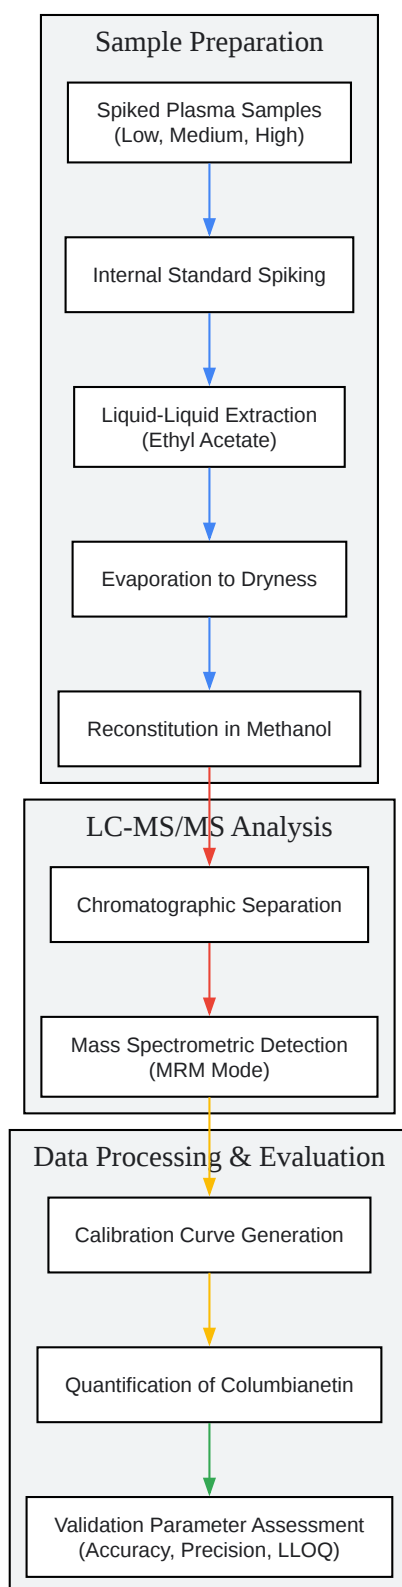 Sample Preparation
Spiked Plasma Samples
(Low, Medium, High)
Internal Standard Spiking
Liquid-Liquid Extraction
(Ethyl Acetate)
Evaporation to Dryness
Reconstitution in Methanol
LC-MS/MS Analysis
Chromatographic Separation
Mass Spectrometric Detection
(MRM Mode)
Data Processing & Evaluation
Calibration Curve Generation
Quantification of Columbianetin
Validation Parameter Assessment
(Accuracy, Precision, LLOQ)